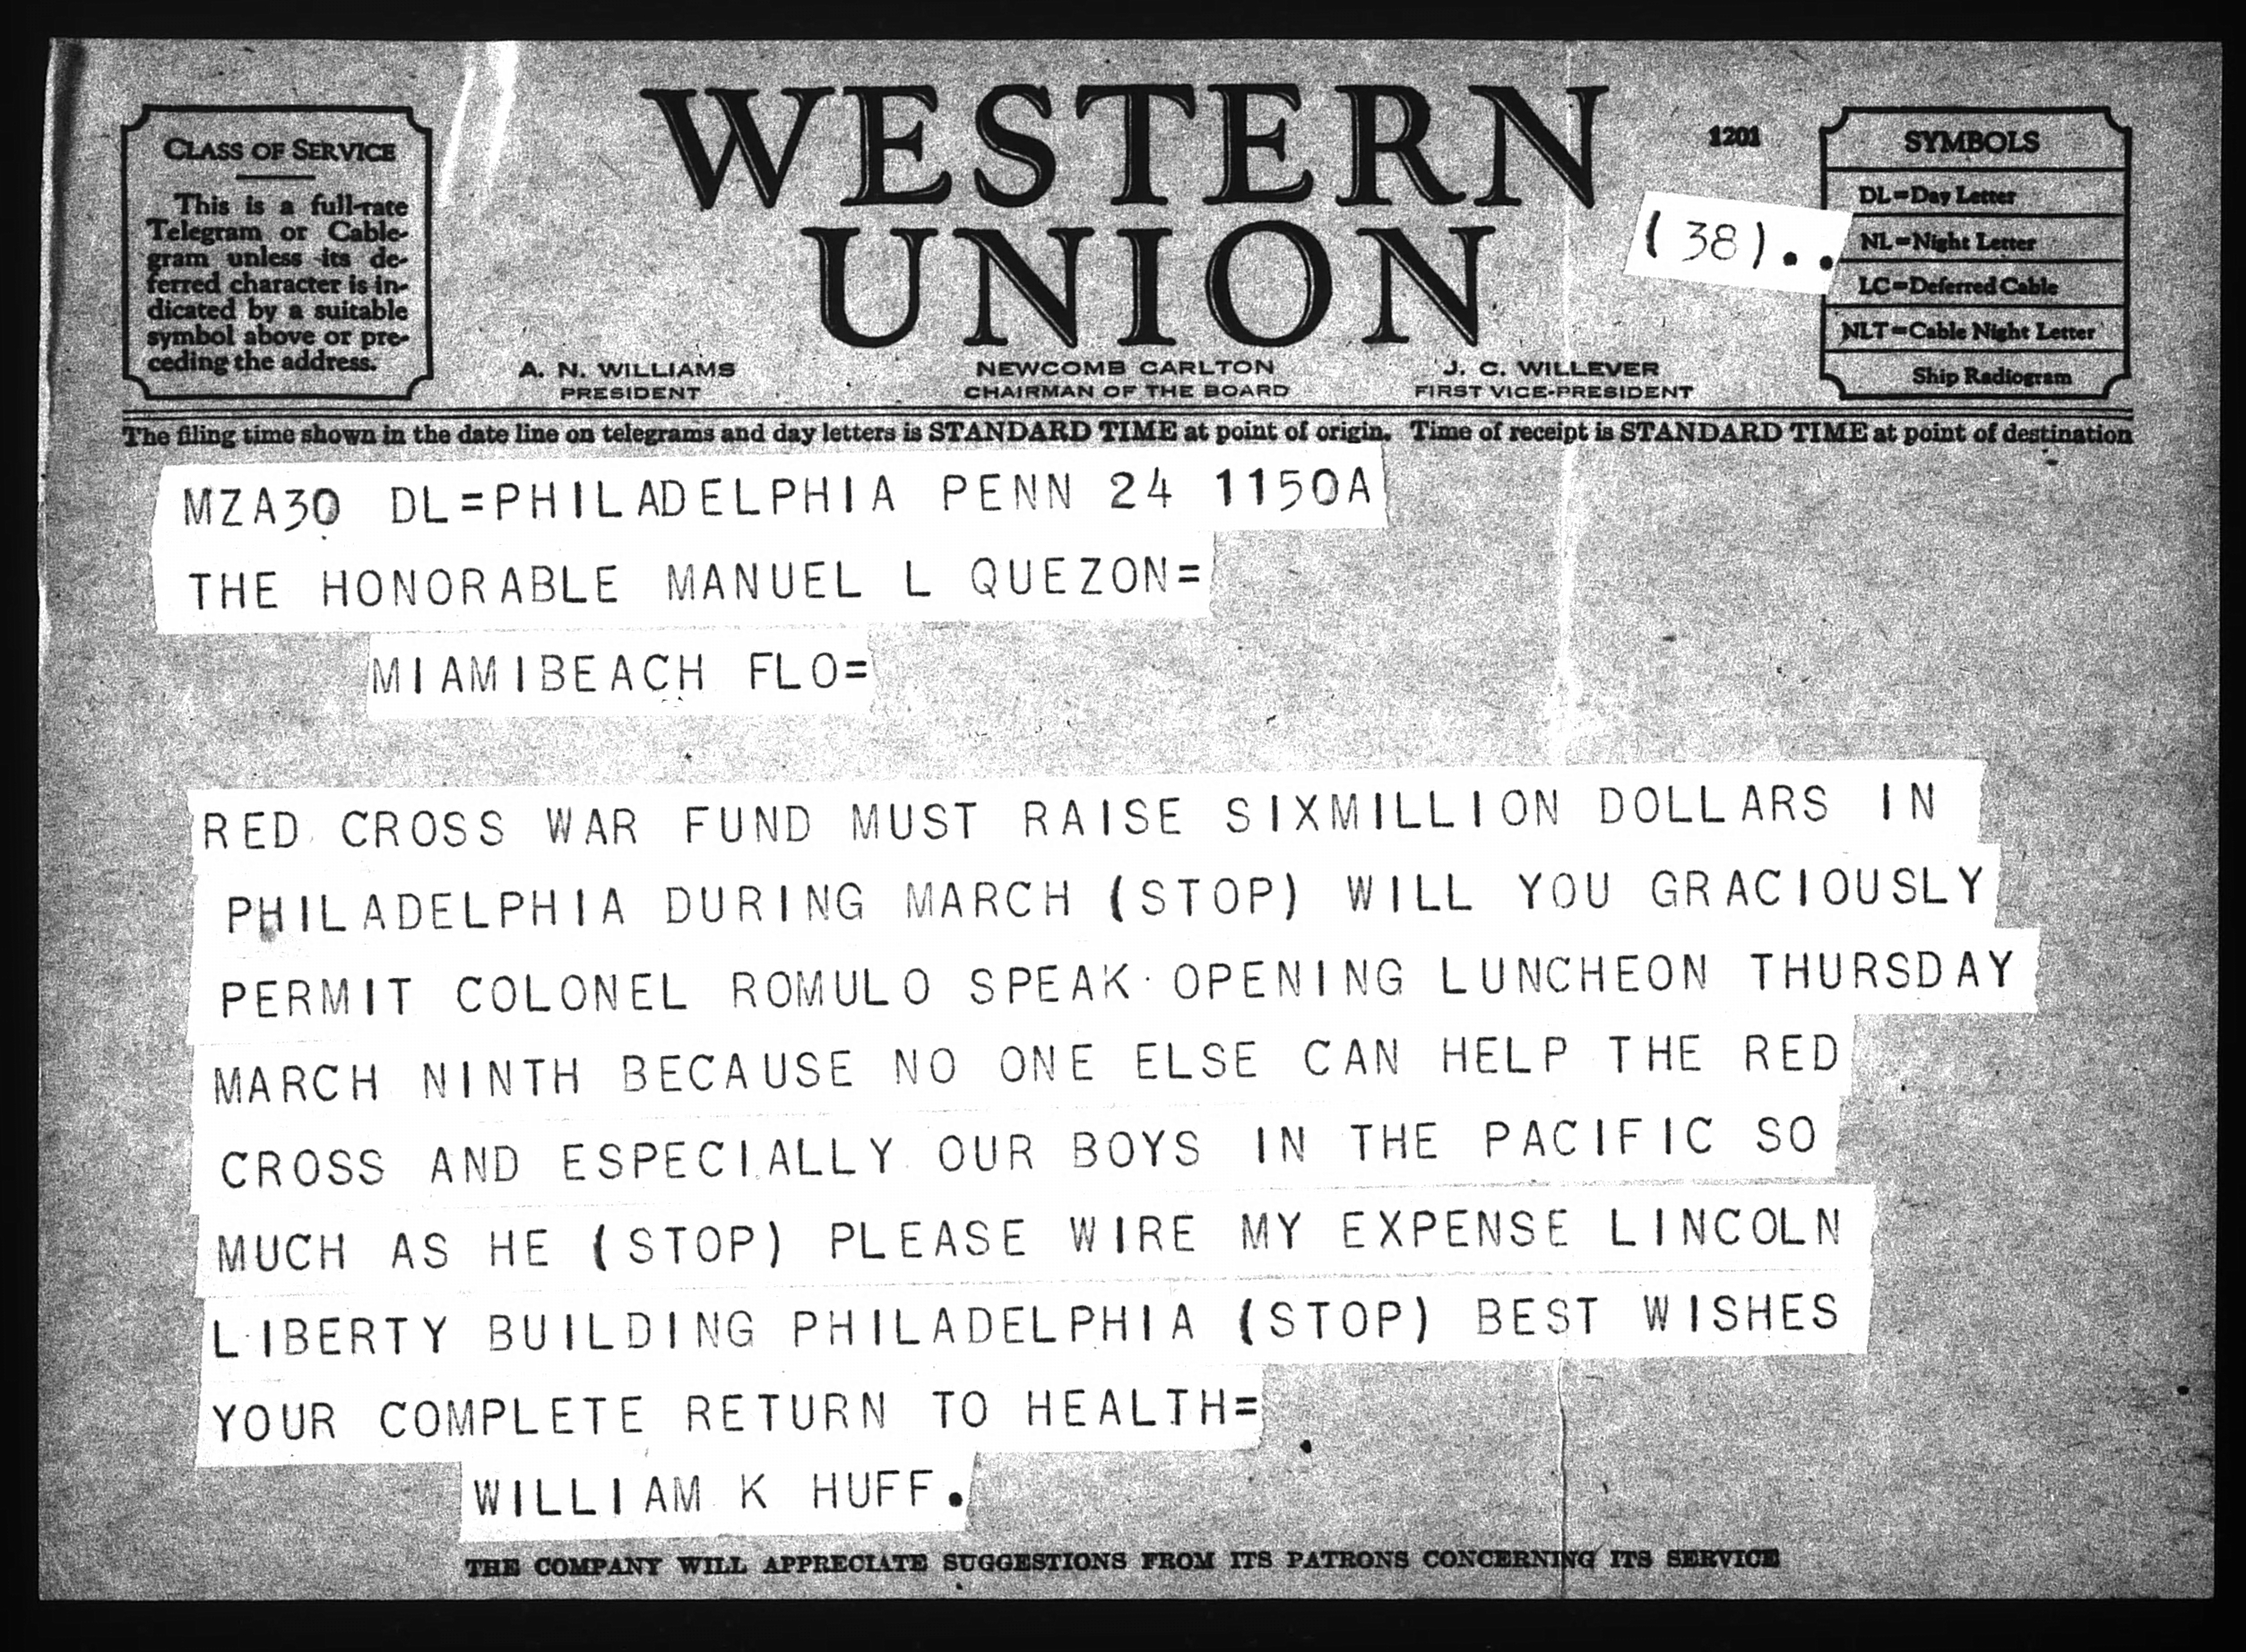 WESTERN
UNION
1201
(38)..
CLASS OF SERVICE
This is a full-rate
Telegram or Cable-
gram unless its de-
ferred character is in-
dicated by a suitable
symbol above or pre-
ceding the address.
SYMBOLS
DL=Day Letter
NL=Night Letter
LC=Deferred Cable
NLT=Cable Night Letter
Ship Radiogram
A. N. WILLIAMS
PRESIDENT
NEWCOMB CARLTON
CHAIRMAN OF THE BOARD
J. C. WILLEVER
FIRST VICE-PRESIDENT
The filing time shown in the date line on telegrams and day letters is STANDARD TIME at point of origin. Time of receipt is STANDARD TIME at point of destination
MZA30 DL=PHILADELPHIA PENN 24 1150A
THE HONORABLE MANUEL L QUEZON=
MIAMIBEACH FLO=
RED CROSS WAR FUND MUST RAISE SIXMILLION DOLLARS IN
PHILADELPHIA DURING MARCH (STOP) WILL YOU GRACIOUSLY
PERMIT COLONEL ROMULO SPEAK OPENING LUNCHEON THURSDAY
MARCH NINTH BECAUSE NO ONE ELSE CAN HELP THE RED
CROSS AND ESPECIALLY OUR BOYS IN THE PACIFIC SO
MUCH AS HE (STOP) PLEASE WIRE MY EXPENSE LINCOLN
LIBERTY BUILDING PHILADELPHIA (STOP) BEST WISHES
YOUR COMPLETE RETURN TO HEALTH=
WILLIAM K HUFF.
THE COMPANY WILL APPRECIATE SUGGESTIONS FROM ITS PATRONS CONCERNING ITS SERVICE